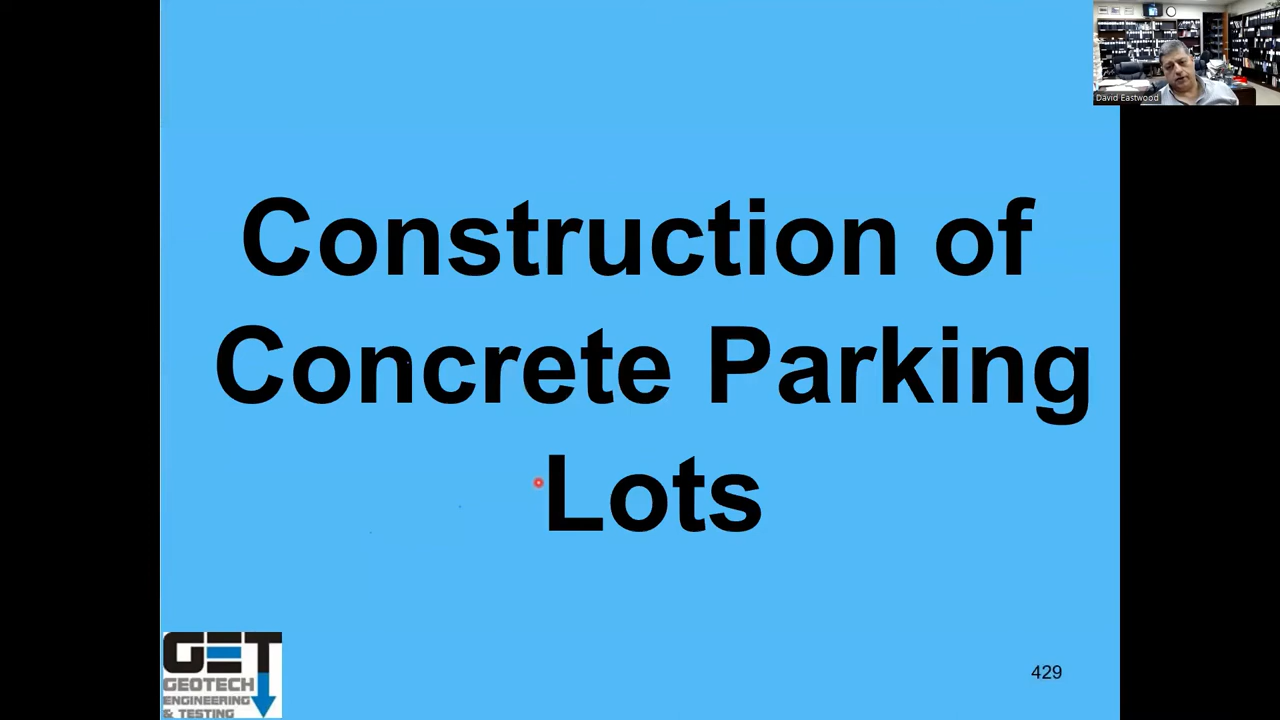 David Eastwood
Construction of
Concrete Parking
Lots
GET
GEOTECH
ENGINEERING
& TESTING
429